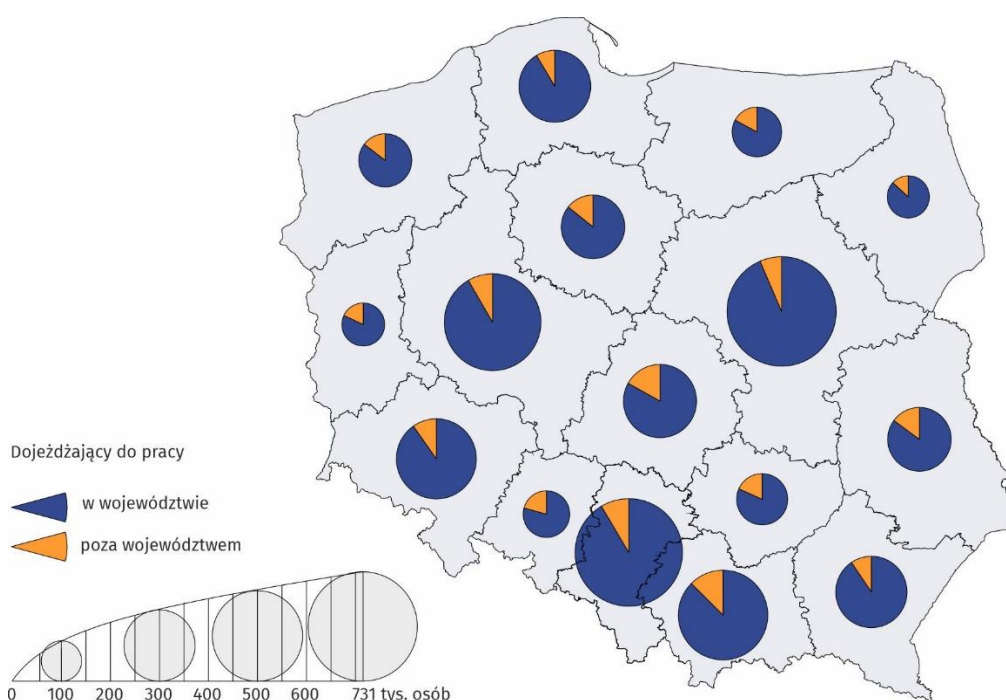 Dojeżdżający do pracy
w województwie
poza województwem
0 100 200 300 400 500 600 731 tys. osób